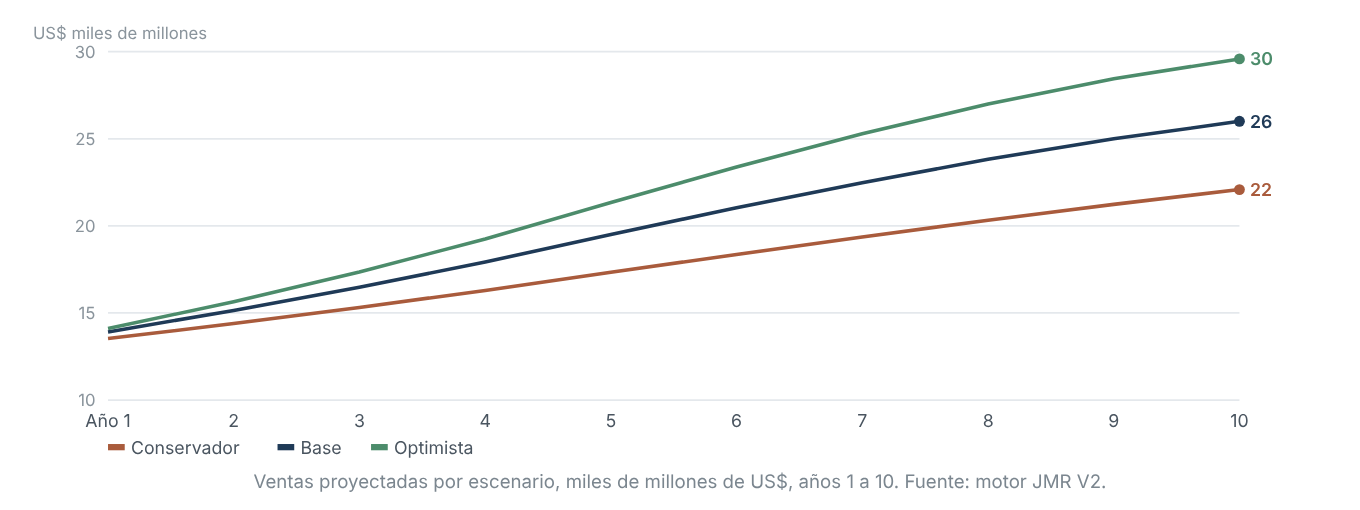 US$ miles de millones
30
25
20
15
10
30
26
22
Año 1 2 3 4 5 6 7 8 9 10
Conservador Base Optimista
Ventas proyectadas por escenario, miles de millones de US$, años 1 a 10. Fuente: motor JMR V2.